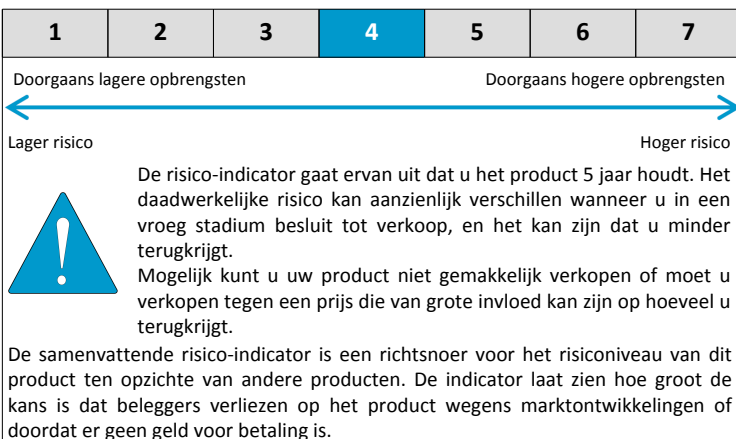 1 2 3 4 5 6 7
Doorgaans lagere opbrengsten Doorgaans hogere opbrengsten
Lager risico Hoger risico
De risico-indicator gaat ervan uit dat u het product 5 jaar houdt. Het
daadwerkelijke risico kan aanzienlijk verschillen wanneer u in een
vroeg stadium besluit tot verkoop, en het kan zijn dat u minder
terugkrijgt.
Mogelijk kunt u uw product niet gemakkelijk verkopen of moet u
verkopen tegen een prijs die van grote invloed kan zijn op hoeveel u
terugkrijgt.
De samenvattende risico-indicator is een richtsnoer voor het risiconiveau van dit
product ten opzichte van andere producten. De indicator laat zien hoe groot de
kans is dat beleggers verliezen op het product wegens marktontwikkelingen of
doordat er geen geld voor betaling is.